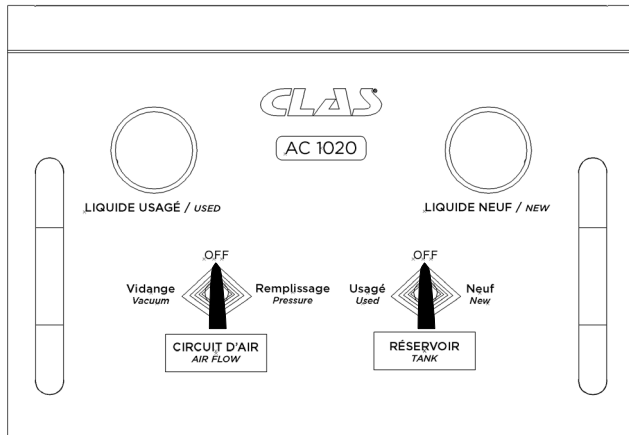 CLAS®
AC 1020
LIQUIDE USAGÉ / USED
LIQUIDE NEUF / NEW
OFF
OFF
Vidange
Vacuum
Remplissage
Pressure
Usagé
Used
Neuf
New
CIRCUIT D'AIR
AIR FLOW
RÉSERVOIR
TANK